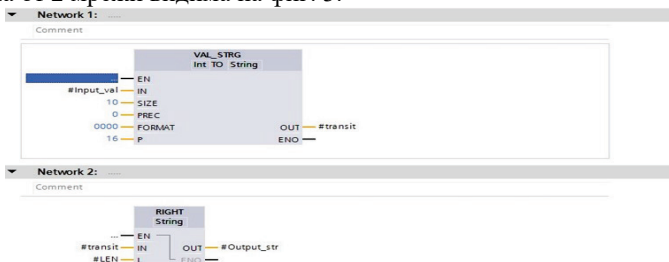 Network 1: ......
Comment
VAL_STRG
Int TO String
... EN
#Input_val IN
10 SIZE
0 PREC
0000 FORMAT OUT #transit
16 P ENO
Network 2: ......
Comment
RIGHT
String
... EN
#transit IN OUT #Output_str
#LEN L ENO